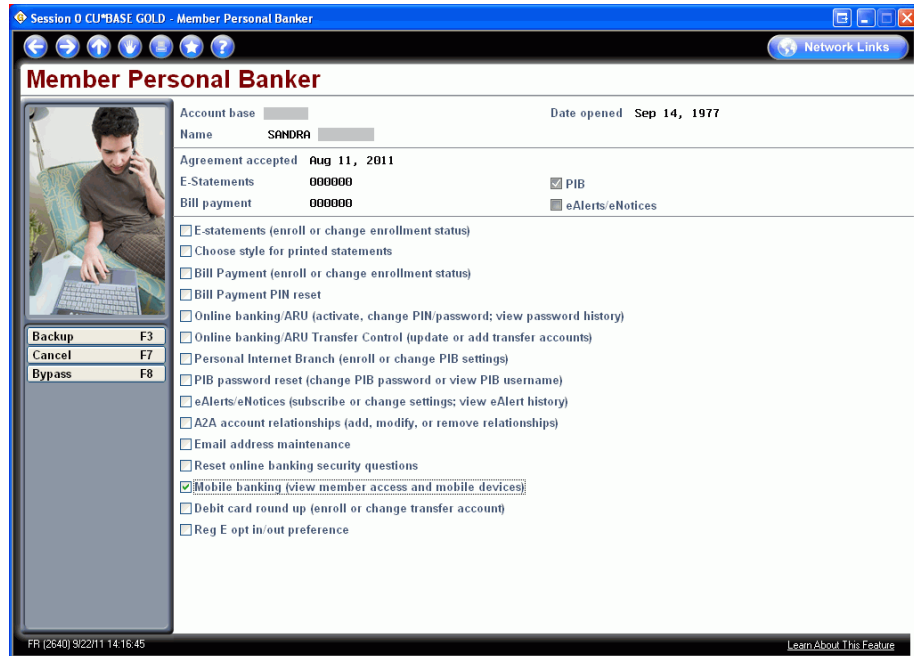 Session 0 CU*BASE GOLD - Member Personal Banker
Network Links
Member Personal Banker
Account base
Date opened Sep 14, 1977
Name SANDRA
Agreement accepted Aug 11, 2011
E-Statements 000000 PIB
Bill payment 000000 eAlerts/eNotices
E-statements (enroll or change enrollment status)
Choose style for printed statements
Bill Payment (enroll or change enrollment status)
Bill Payment PIN reset
Online banking/ARU (activate, change PIN/password; view password history)
Online banking/ARU Transfer Control (update or add transfer accounts)
Personal Internet Branch (enroll or change PIB settings)
PIB password reset (change PIB password or view PIB username)
eAlerts/eNotices (subscribe or change settings; view eAlert history)
A2A account relationships (add, modify, or remove relationships)
Email address maintenance
Reset online banking security questions
Mobile banking (view member access and mobile devices)
Debit card round up (enroll or change transfer account)
Reg E opt in/out preference
Backup F3
Cancel F7
Bypass F8
FR (2640) 9/22/11 14:16:45
Learn About This Feature